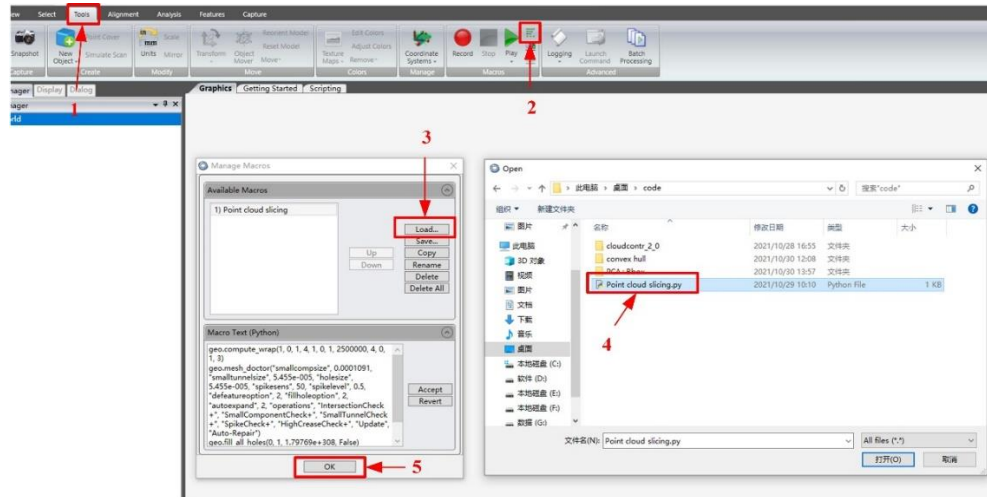 ew Select Tools Alignment Analysis Features Capture
Snapshot
New Object
Point Cover
Simulate Scan
Units
Scale
Mirror
Transform
Object Mover
Reorient Model
Reset Model
Move
Texture Maps
Edit Colors
Adjust Colors
Remove
Coordinate Systems
Record
Stop
Play
Logging
Launch Command
Batch Processing
Capture Create Modify Move Colors Manage Macros Advanced
nager Display Dialog
Graphics Getting Started Scripting
1
2
3
Manage Macros
Available Macros
1) Point cloud slicing
Load...
Save...
Up
Copy
Down
Rename
Delete
Delete All
Macro Text (Python)
geo.compute_wrap(1, 0, 1, 4, 1, 0, 1, 2500000, 4, 0,
1, 3)
geo.mesh_doctor("smallcompsize", 0.0001091,
"smalltunnelsize", 5.455e-005, "holesize",
5.455e-005, "spikesens", 50, "spikelevel", 0.5,
"defeatureoption", 2, "fillholeoption", 2,
"autoexpand", 2, "operations", "IntersectionCheck
+", "SmallComponentCheck+", "SmallTunnelCheck
+", "SpikeCheck+", "HighCreaseCheck+", "Update",
"Auto-Repair")
geo.fill_all_holes(0, 1, 1.79769e+308, False)
Accept
Revert
OK
5
Open
此电脑 › 桌面 › code
搜索"code"
组织
新建文件夹
名称 修改日期 类型 大小
图片
此电脑
3D 对象
视频
图片
文档
下载
音乐
桌面
本地磁盘 (C:)
软件 (D:)
本地磁盘 (E:)
本地磁盘 (F:)
数据 (G:)
cloudcontr_2_0 2021/10/28 16:55 文件夹
convex hull 2021/10/30 12:08 文件夹
2021/10/30 13:57 文件夹
Point cloud slicing.py 2021/10/29 10:10 Python File 1 KB
4
文件名(N): Point cloud slicing.py
All files (*.*)
打开(O)
取消